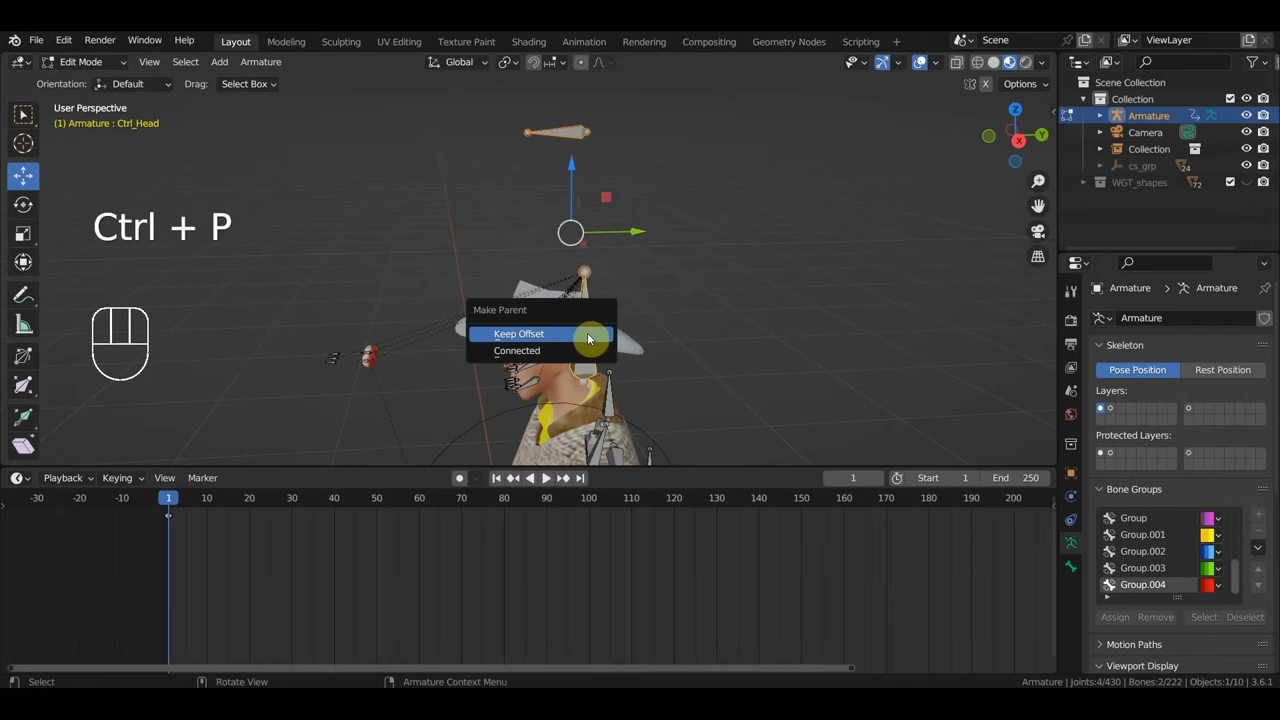 File Edit Render Window Help
Layout Modeling Sculpting UV Editing Texture Paint Shading Animation Rendering Compositing Geometry Nodes Scripting +
Scene ViewLayer
Edit Mode View Select Add Armature Global
Orientation: Default Drag: Select Box X Options
User Perspective
(1) Armature : Ctrl_Head
Ctrl + P
Z
Y
X
Make Parent
Keep Offset
Connected
Scene Collection
Collection
Armature
Camera
Collection
cs_grp 24
WGT_shapes 72
Armature > Armature
Armature
Skeleton
Pose Position Rest Position
Layers:
Protected Layers:
Bone Groups
Group
Group.001
Group.002
Group.003
Group.004
Assign Remove Select Deselect
Motion Paths
Viewport Display
Playback Keying View Marker 1 Start 1 End 250
-30 -20 -10 1 10 20 30 40 50 60 70 80 90 100 110 120 130 140 150 160 170 180 190 200
Select Rotate View Armature Context Menu Armature | Joints:4/430 | Bones:2/222 | Objects:1/10 | 3.6.1